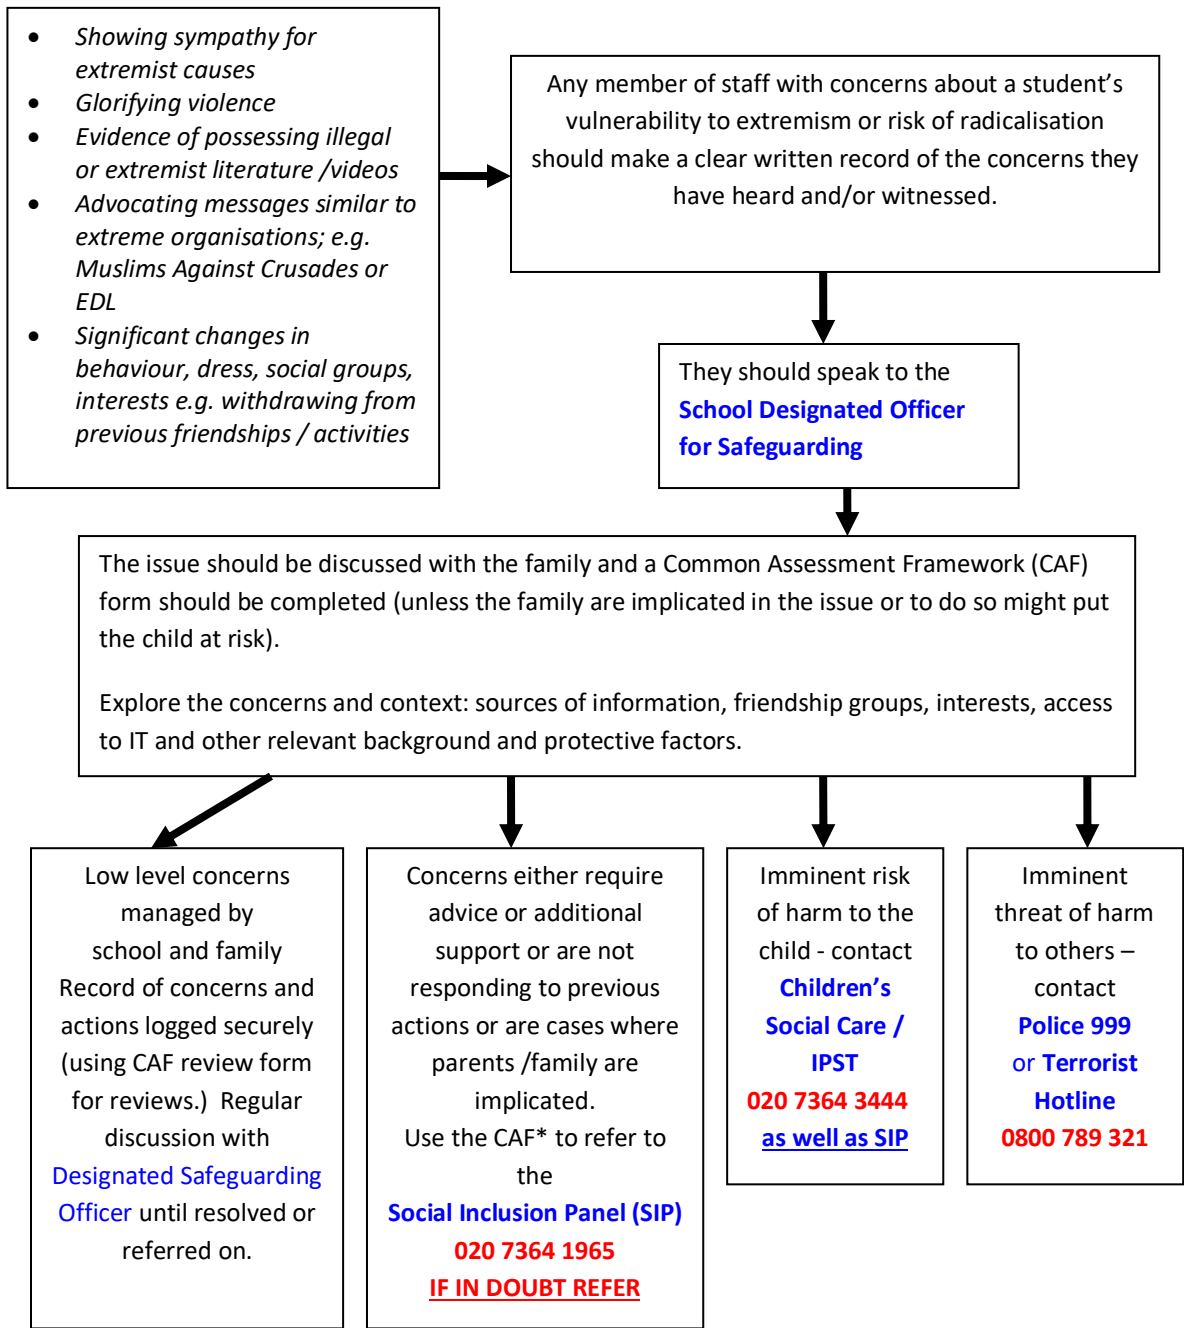 • Showing sympathy for
extremist causes
• Glorifying violence
• Evidence of possessing illegal
or extremist literature /videos
• Advocating messages similar to
extreme organisations; e.g.
Muslims Against Crusades or
EDL
• Significant changes in
behaviour, dress, social groups,
interests e.g. withdrawing from
previous friendships / activities
Any member of staff with concerns about a student’s
vulnerability to extremism or risk of radicalisation
should make a clear written record of the concerns they
have heard and/or witnessed.
They should speak to the
School Designated Officer
for Safeguarding
The issue should be discussed with the family and a Common Assessment Framework (CAF)
form should be completed (unless the family are implicated in the issue or to do so might put
the child at risk).
Explore the concerns and context: sources of information, friendship groups, interests, access
to IT and other relevant background and protective factors.
Low level concerns
managed by
school and family
Record of concerns and
actions logged securely
(using CAF review form
for reviews.)  Regular
discussion with
Designated Safeguarding
Officer until resolved or
referred on.
Concerns either require
advice or additional
support or are not
responding to previous
actions or are cases where
parents /family are
implicated.
Use the CAF* to refer to
the
Social Inclusion Panel (SIP)
020 7364 1965
IF IN DOUBT REFER
Imminent risk
of harm to the
child - contact
Children’s
Social Care /
IPST
020 7364 3444
as well as SIP
Imminent
threat of harm
to others –
contact
Police 999
or Terrorist
Hotline
0800 789 321